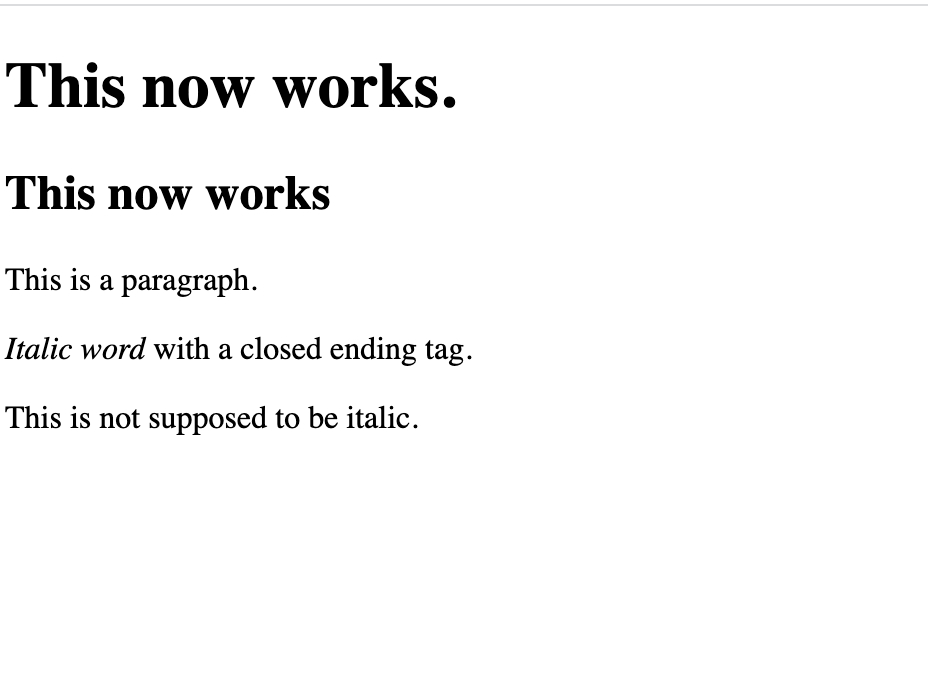 This now works.
This now works
This is a paragraph.
Italic word with a closed ending tag.
This is not supposed to be italic.